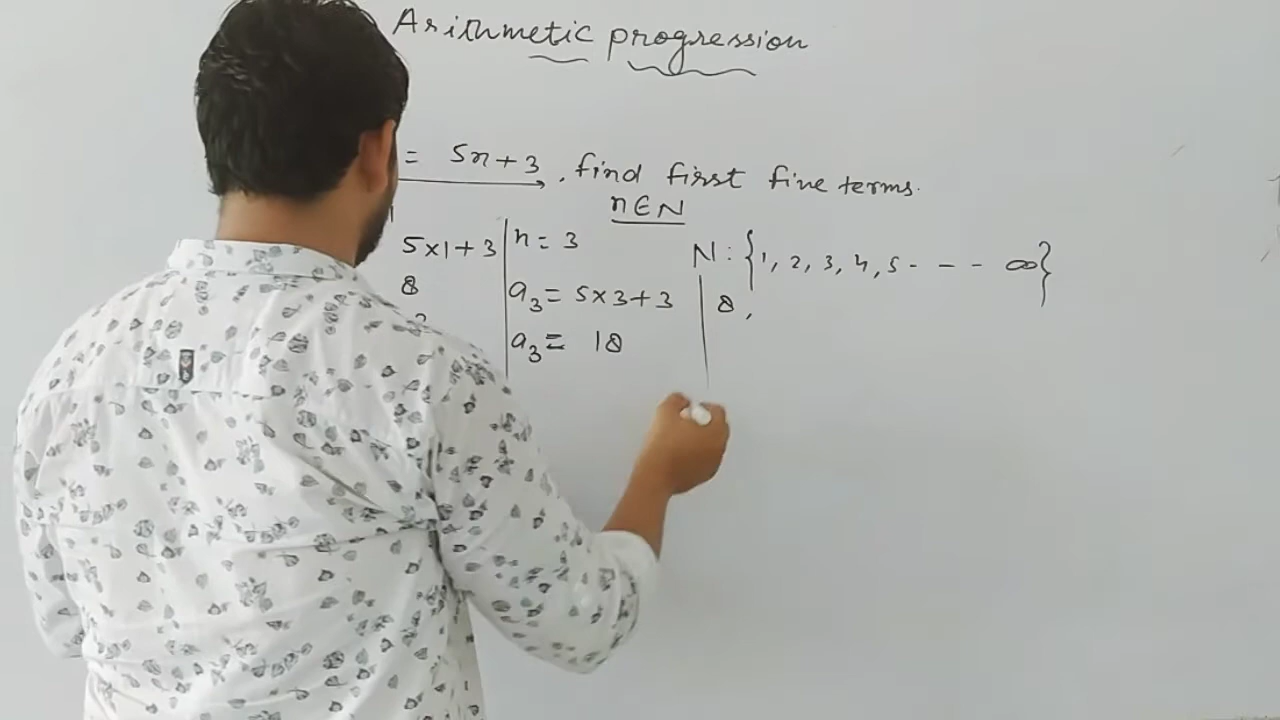 Arithmetic progression
= 5n+3, find first five terms.
n∈N
5×1+3
8
n = 3
a3 = 5×3+3
a3 = 18
N: {1, 2, 3, 4, 5 - - - ∞}
8,